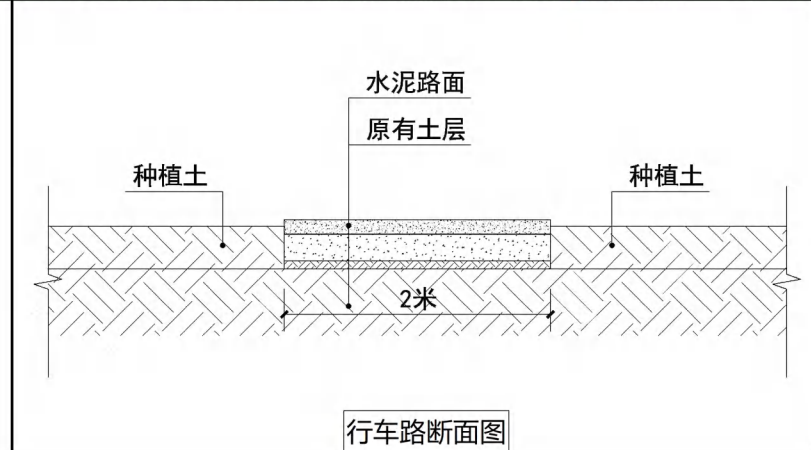 水泥路面
原有土层
种植土
种植土
2米
行车路断面图